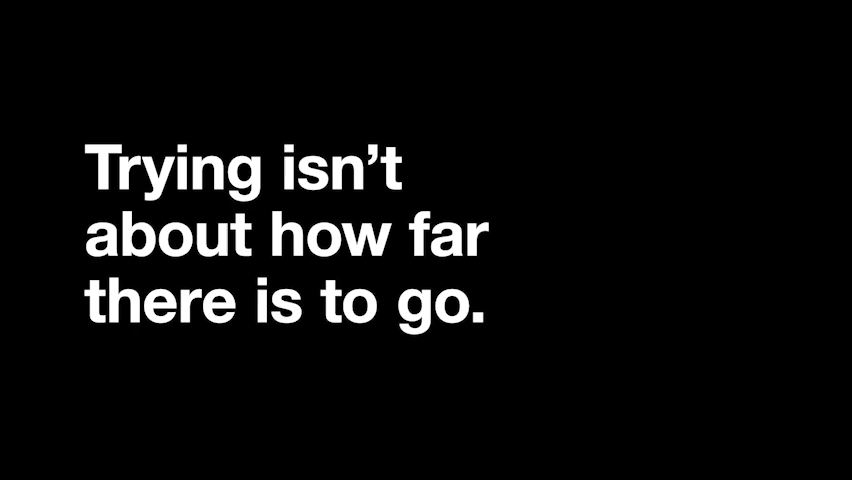 Trying isn’t
about how far
there is to go.